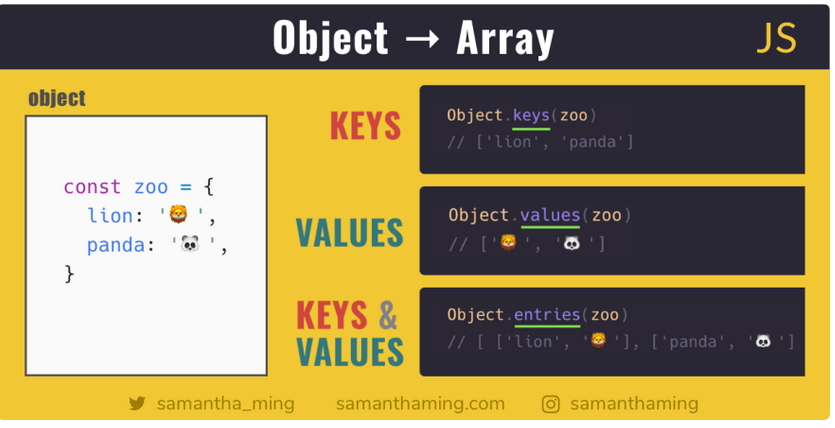 Object → Array
JS
object
const zoo = {
lion: '🦁 ',
panda: '🐼 ',
}
KEYS
Object.keys(zoo)
// ['lion', 'panda']
VALUES
Object.values(zoo)
// ['🦁 ', '🐼 ']
KEYS &
VALUES
Object.entries(zoo)
// [ ['lion', '🦁 '], ['panda', '🐼 ']
samantha_ming
samanthaming.com
samanthaming